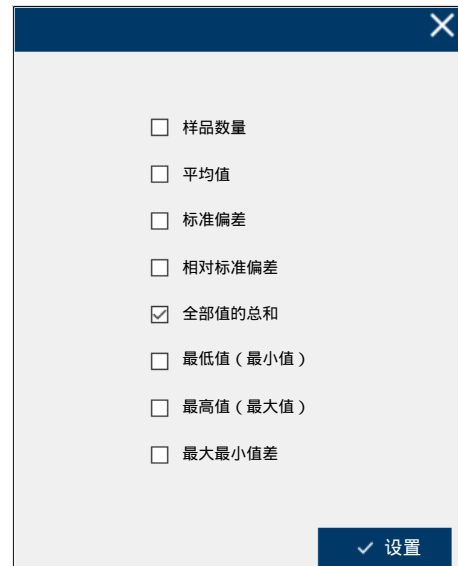 样品数量
平均值
标准偏差
相对标准偏差
全部值的总和
最低值（最小值）
最高值（最大值）
最大最小值差
设置